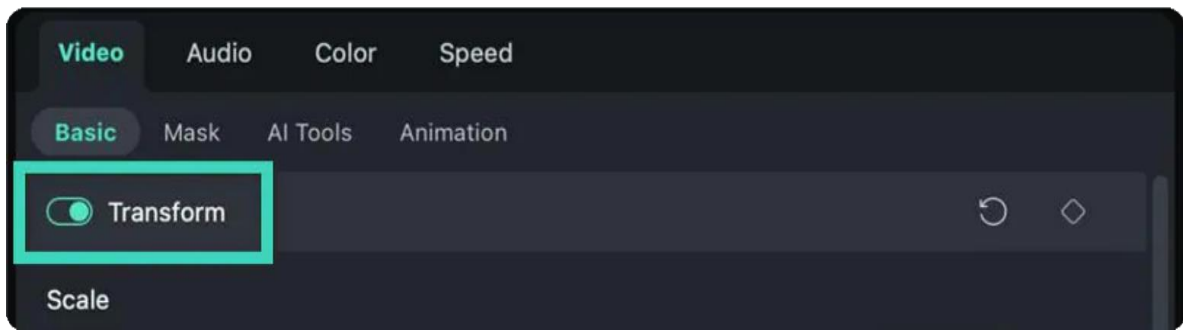 Video Audio Color Speed
Basic Mask AI Tools Animation
Transform
Scale